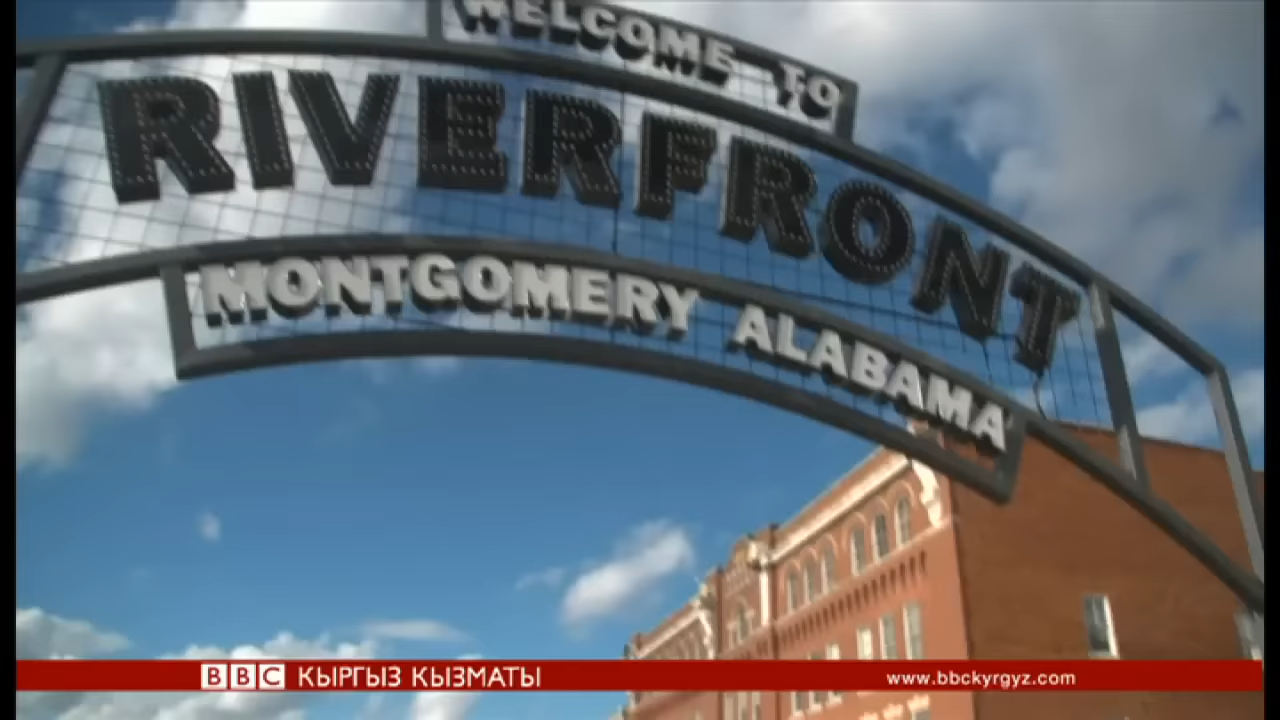 WELCOME TO
RIVERFRONT
MONTGOMERY ALABAMA
BBC КЫРГЫЗ КЫЗМАТЫ
www.bbckyrgyz.com